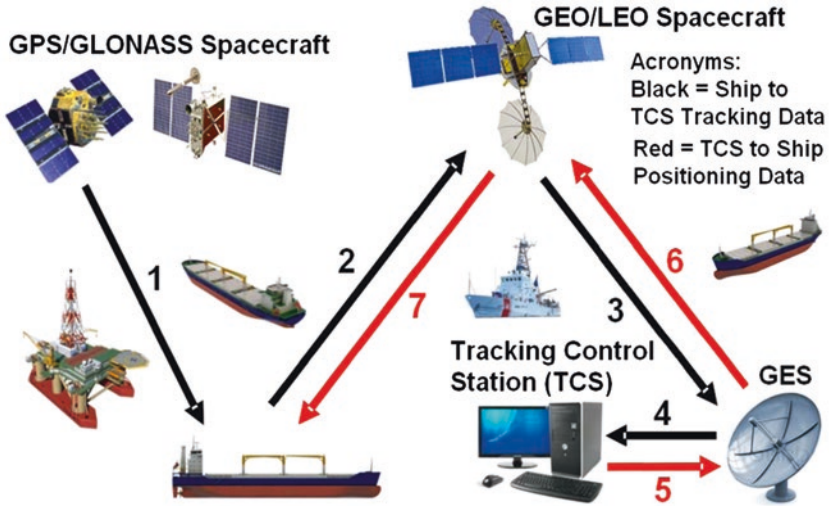 GPS/GLONASS Spacecraft
GEO/LEO Spacecraft
Acronyms:
Black = Ship to
TCS Tracking Data
Red = TCS to Ship
Positioning Data
1
2
7
3
6
Tracking Control
Station (TCS)
GES
4
5